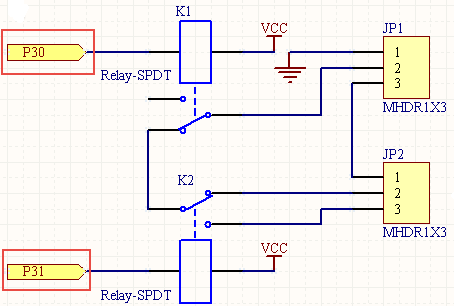 K1
VCC
JP1
P30
1
2
3
Relay-SPDT
MHDR1X3
JP2
K2
1
2
3
MHDR1X3
VCC
P31
Relay-SPDT